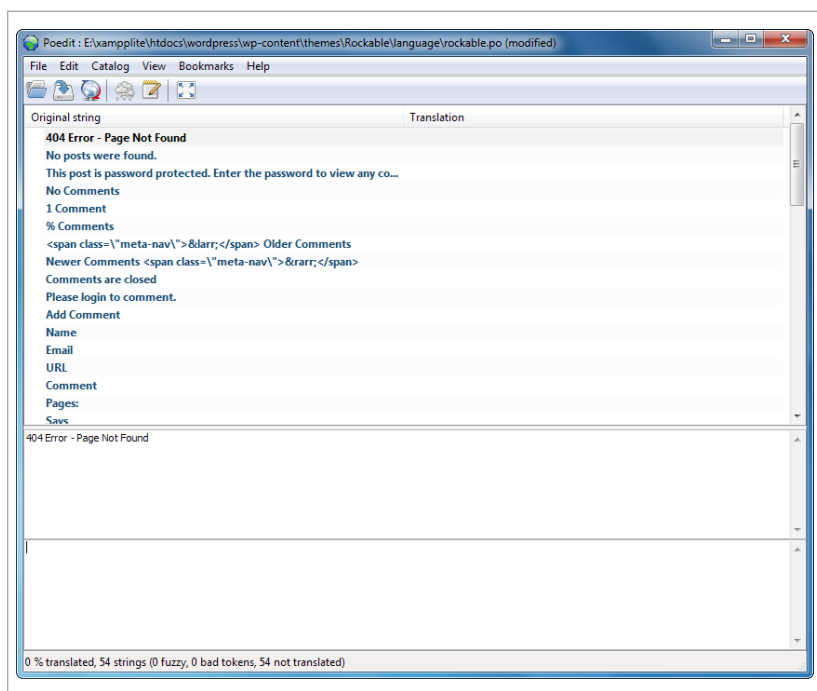 Poedit : E:\xampplite\htdocs\wordpress\wp-content\themes\Rockable\language\rockable.po (modified)
File Edit Catalog View Bookmarks Help
Original string Translation
404 Error - Page Not Found
No posts were found.
This post is password protected. Enter the password to view any co...
No Comments
1 Comment
% Comments
<span class=\"meta-nav\">&larr;</span> Older Comments
Newer Comments <span class=\"meta-nav\">&rarr;</span>
Comments are closed
Please login to comment.
Add Comment
Name
Email
URL
Comment
Pages:
Says
404 Error - Page Not Found
0 % translated, 54 strings (0 fuzzy, 0 bad tokens, 54 not translated)